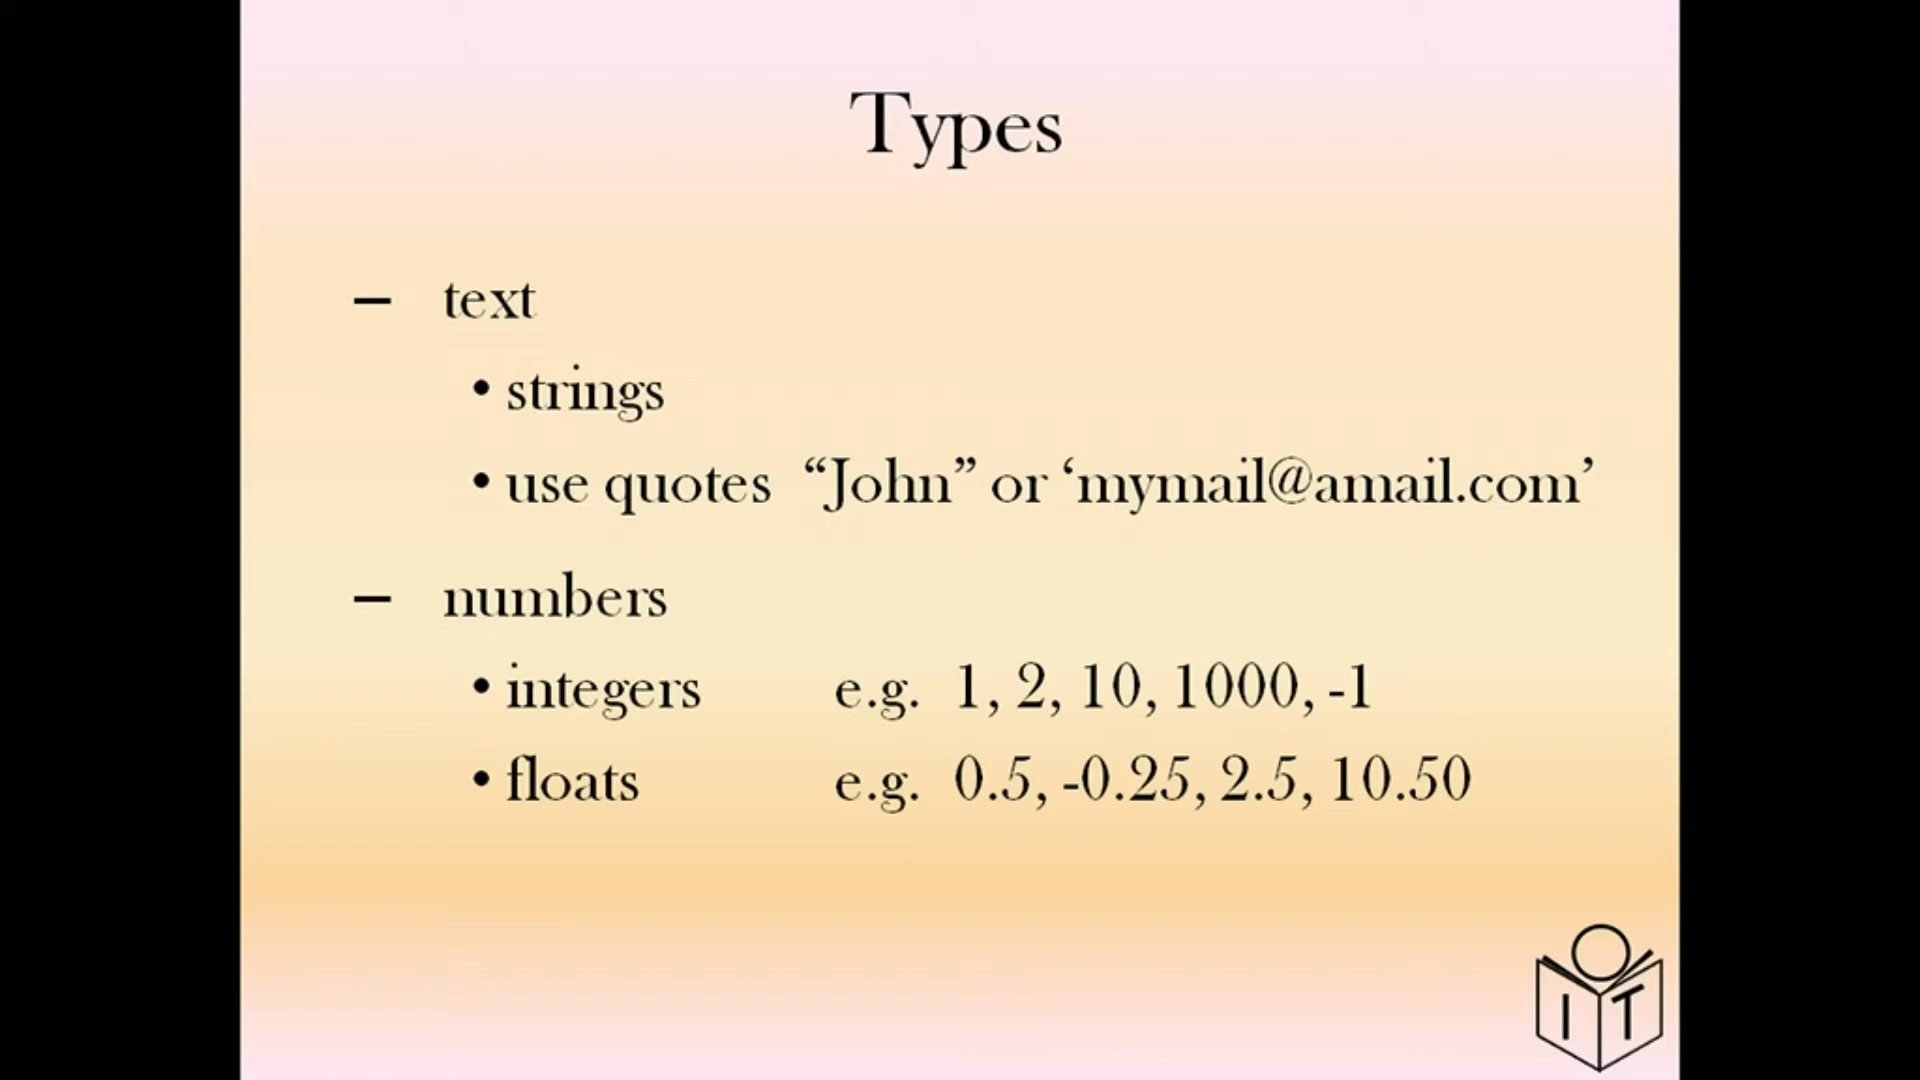 Types
– text
• strings
• use quotes “John” or ‘mymail@amail.com’
– numbers
• integers e.g. 1, 2, 10, 1000, -1
• floats e.g. 0.5, -0.25, 2.5, 10.50
I T